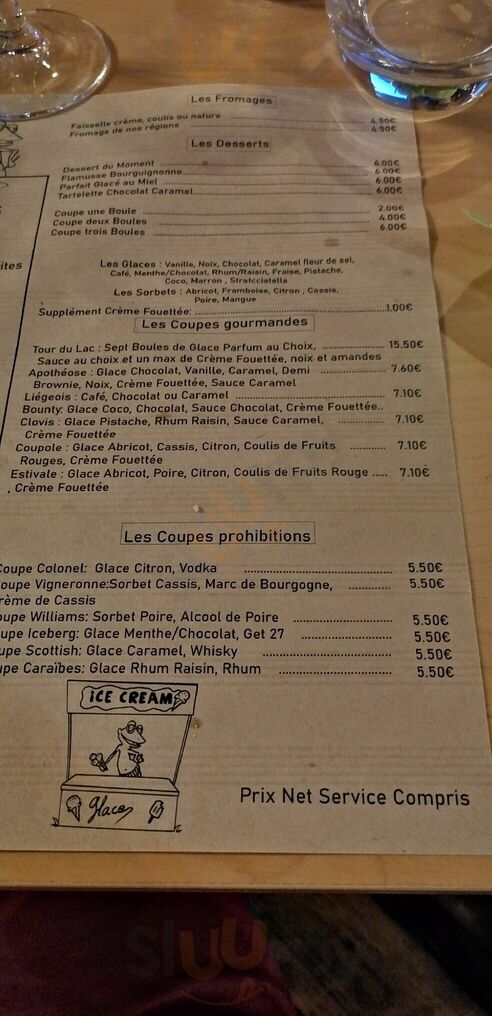 Les Fromages
Faisselle crème, coulis ou nature 4.50€
Fromage de nos régions 4.50€
Les Desserts
Dessert du Moment 6.00€
Flamusse Bourguignonne 6.00€
Parfait Glacé au Miel 6.00€
Tartelette Chocolat Caramel 6.00€
Coupe une Boule 2.00€
Coupe deux Boules 4.00€
Coupe trois Boules 6.00€
ites
Les Glaces : Vanille, Noix, Chocolat, Caramel fleur de sel,
Café, Menthe/Chocolat, Rhum/Raisin, Fraise, Pistache,
Coco, Marron , Stratcciatella
Les Sorbets : Abricot, Framboise, Citron , Cassis,
Poire, Mangue
Supplément Crème Fouettée: 1.00€
Les Coupes gourmandes
Tour du Lac : Sept Boules de Glace Parfum au Choix, 15.50€
Sauce au choix et un max de Crème Fouettée, noix et amandes
Apothéose : Glace Chocolat, Vanille, Caramel, Demi 7.60€
Brownie, Noix, Crème Fouettée, Sauce Caramel
Liégeois : Café, Chocolat ou Caramel 7.10€
Bounty: Glace Coco, Chocolat, Sauce Chocolat, Crème Fouettée..
Clovis : Glace Pistache, Rhum Raisin, Sauce Caramel, 7.10€
Crème Fouettée
Coupole : Glace Abricot, Cassis, Citron, Coulis de Fruits 7.10€
Rouges, Crème Fouettée
Estivale : Glace Abricot, Poire, Citron, Coulis de Fruits Rouge ..... 7.10€
, Crème Fouettée
Les Coupes prohibitions
Coupe Colonel: Glace Citron, Vodka 5.50€
oupe Vigneronne:Sorbet Cassis, Marc de Bourgogne, 5.50€
rème de Cassis
oupe Williams: Sorbet Poire, Alcool de Poire 5.50€
upe Iceberg: Glace Menthe/Chocolat, Get 27 5.50€
upe Scottish: Glace Caramel, Whisky 5.50€
upe Caraïbes: Glace Rhum Raisin, Rhum 5.50€
iCE CREAM
glaces
Prix Net Service Compris
sluu